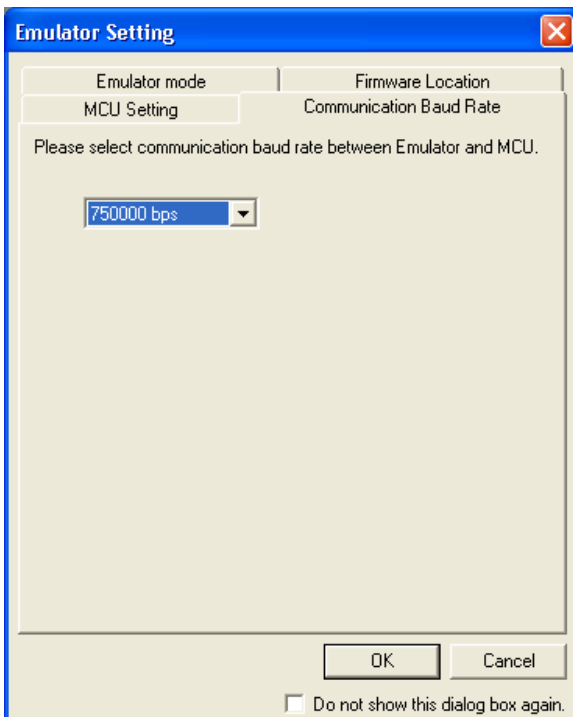 Emulator Setting
Emulator mode
Firmware Location
MCU Setting
Communication Baud Rate
Please select communication baud rate between Emulator and MCU.
750000 bps
OK
Cancel
Do not show this dialog box again.